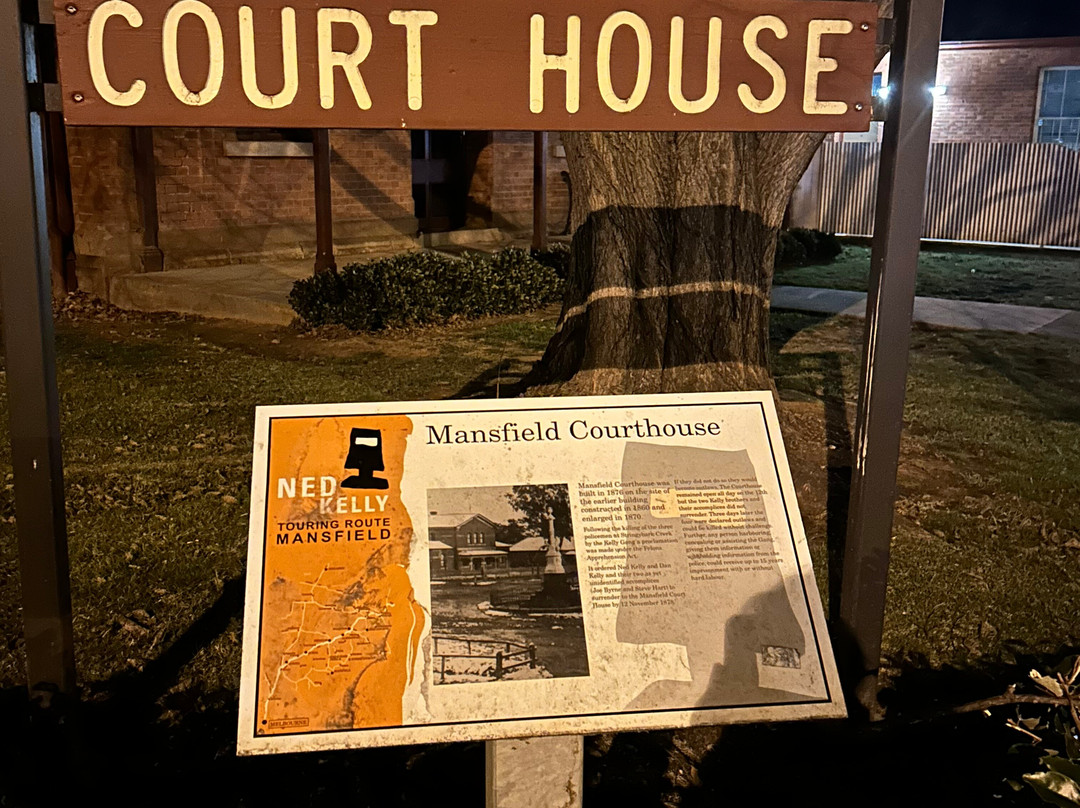 COURT HOUSE
Mansfield Courthouse
NED
KELLY
TOURING ROUTE
MANSFIELD
Mansfield Courthouse was
built in 1876 on the site of
the earlier building
constructed in 1860 and
enlarged in 1870.
Following the killing of the three
policemen at Stringybark Creek
by the Kelly Gang a proclamation
was made under the Felons
Apprehension Act.
It ordered Ned Kelly and Dan
Kelly and their two as yet
unidentified accomplices
(Joe Byrne and Steve Hart) to
surrender to the Mansfield Court
House by 12 November 1878.
If they did not do so they would
become outlaws. The Courthouse
remained open all day on the 12th
but the two Kelly brothers and
their accomplices did not
surrender. Three days later the
four were declared outlaws and
could be killed without challenge.
Further, any person harbouring,
concealing or assisting the Gang,
giving them information or
withholding information from the
police, could receive up to 15 years
imprisonment with or without
hard labour.
MELBOURNE